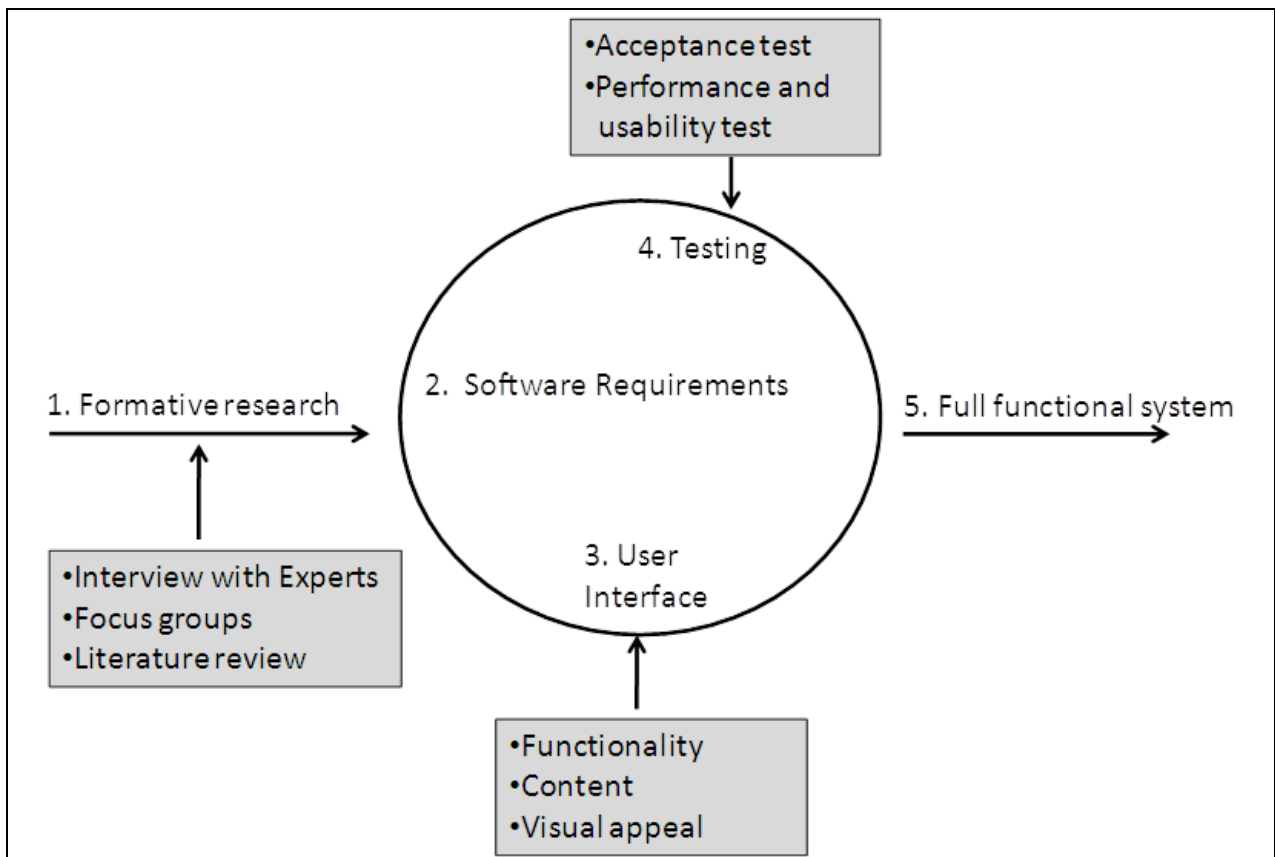 •Acceptance test
•Performance and
usability test
4. Testing
2. Software Requirements
1. Formative research
5. Full functional system
3. User
Interface
•Interview with Experts
•Focus groups
•Literature review
•Functionality
•Content
•Visual appeal